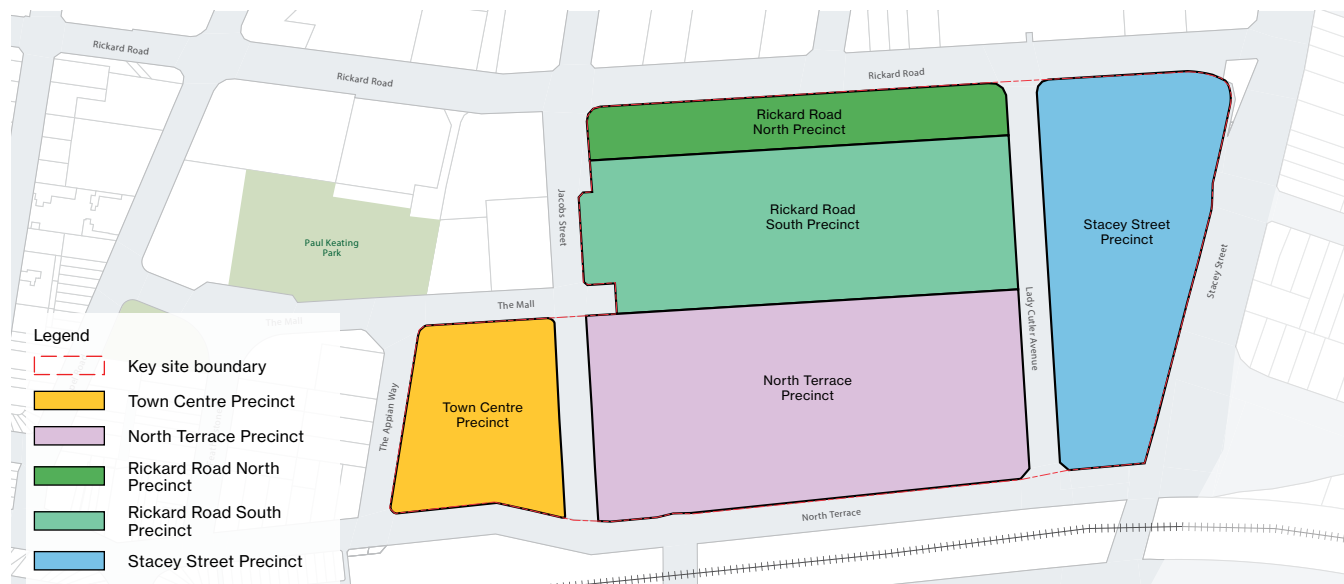 Rickard Road
Rickard Road
Rickard Road
Rickard Road
North Precinct
Rickard Road
South Precinct
Jacobs Street
Stacey Street
Precinct
Paul Keating
Park
Stacey Street
The Mall
Lady Cutler Avenue
The Mall
North Terrace
Precinct
Town Centre
Precinct
The Appian Way
North Terrace
Legend
Key site boundary
Town Centre Precinct
North Terrace Precinct
Rickard Road North
Precinct
Rickard Road South
Precinct
Stacey Street Precinct